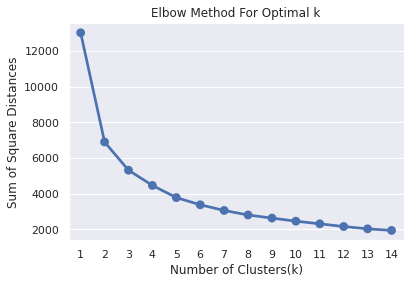 Elbow Method For Optimal k
Sum of Square Distances
12000
10000
8000
6000
4000
2000
1 2 3 4 5 6 7 8 9 10 11 12 13 14
Number of Clusters(k)